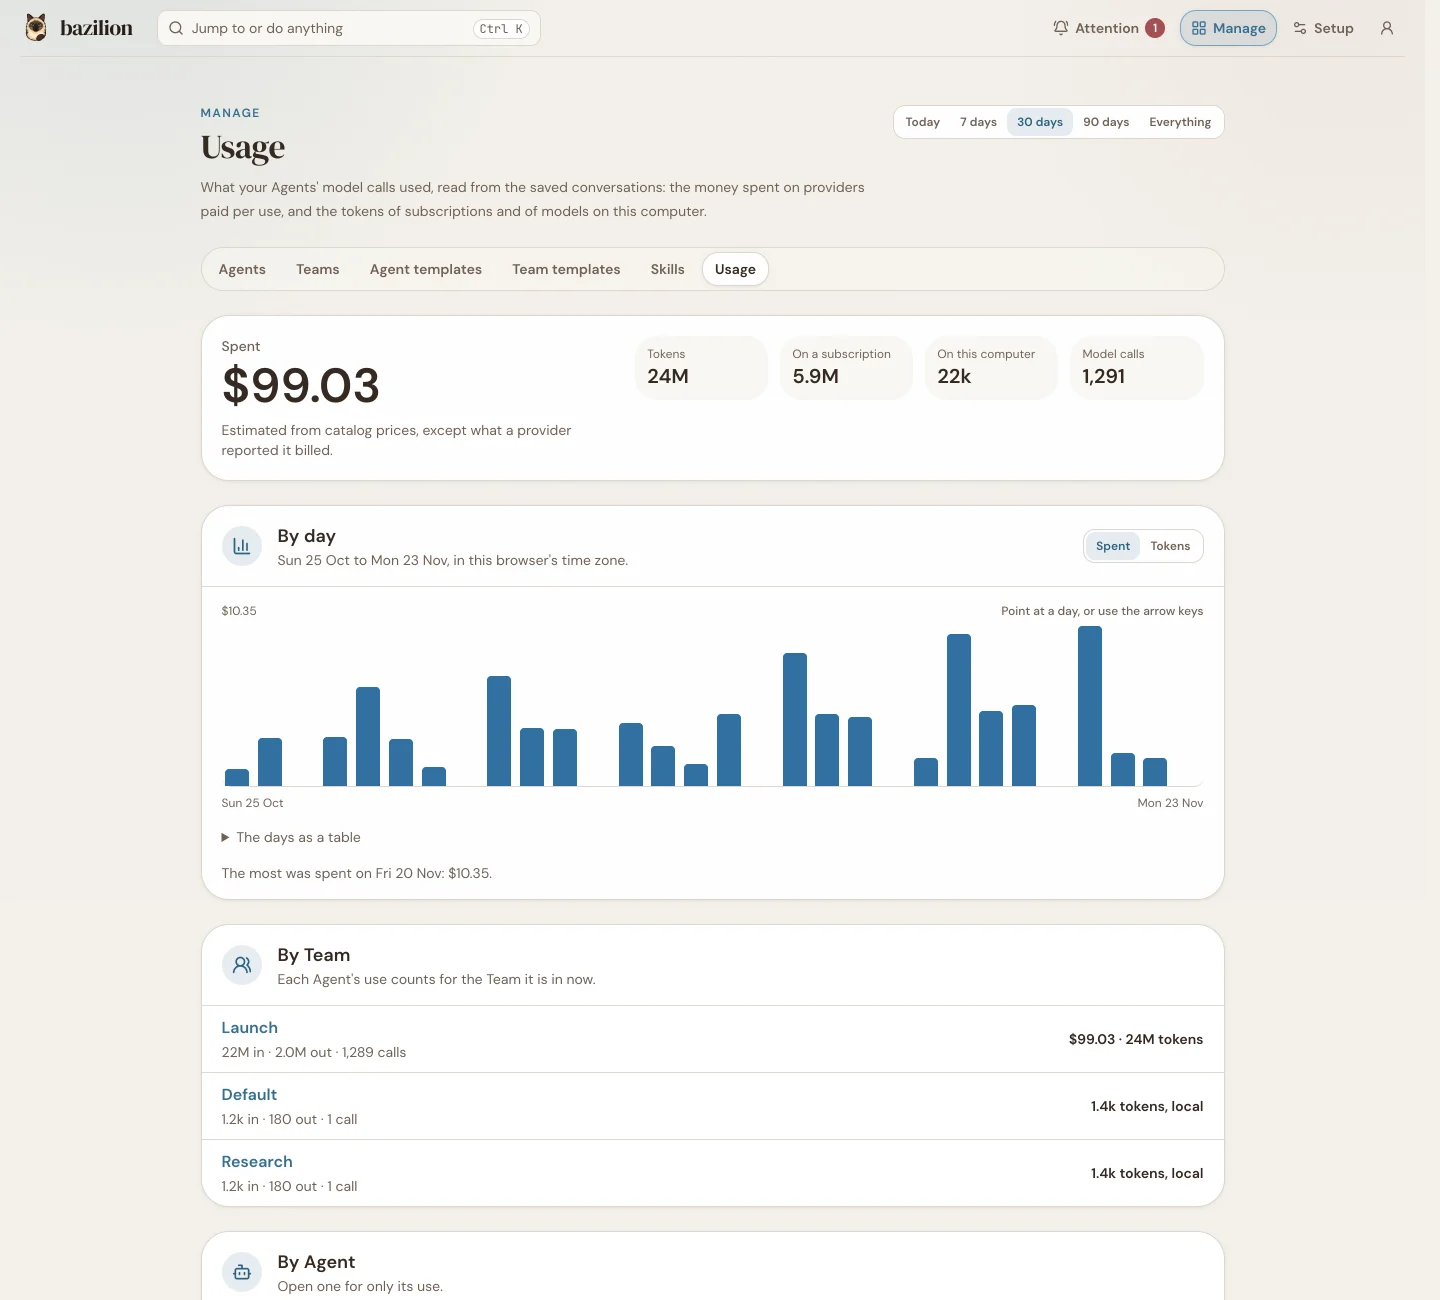 bazilion
Jump to or do anything
Ctrl K
Attention
1
Manage
Setup
MANAGE
Usage
What your Agents' model calls used, read from the saved conversations: the money spent on providers
paid per use, and the tokens of subscriptions and of models on this computer.
Today
7 days
30 days
90 days
Everything
Agents
Teams
Agent templates
Team templates
Skills
Usage
Spent
$99.03
Estimated from catalog prices, except what a provider
reported it billed.
Tokens
24M
On a subscription
5.9M
On this computer
22k
Model calls
1,291
By day
Sun 25 Oct to Mon 23 Nov, in this browser's time zone.
Spent
Tokens
$10.35
Point at a day, or use the arrow keys
Sun 25 Oct
Mon 23 Nov
The days as a table
The most was spent on Fri 20 Nov: $10.35.
By Team
Each Agent's use counts for the Team it is in now.
Launch
22M in · 2.0M out · 1,289 calls
$99.03 · 24M tokens
Default
1.2k in · 180 out · 1 call
1.4k tokens, local
Research
1.2k in · 180 out · 1 call
1.4k tokens, local
By Agent
Open one for only its use.